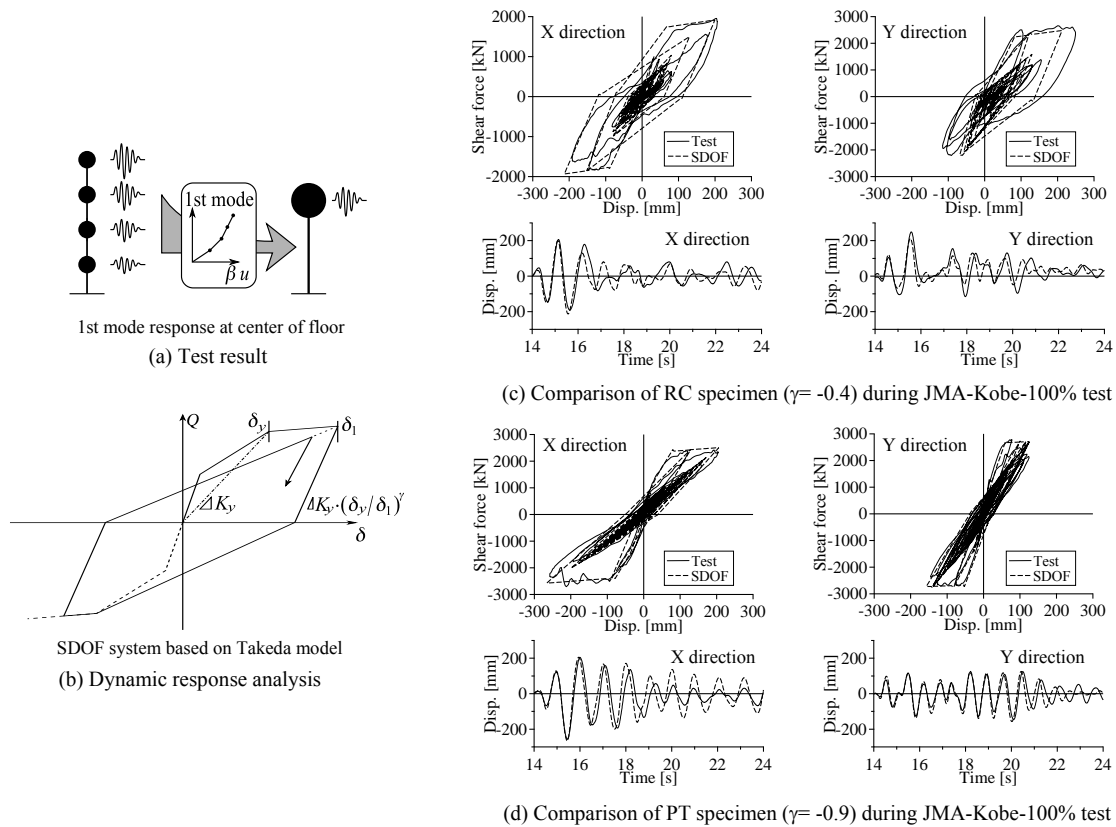 1st mode
β u
1st mode response at center of floor
(a) Test result
Q
δy
δ1
ΔKy
ΔKy·(δy/δ1)^γ
δ
SDOF system based on Takeda model
(b) Dynamic response analysis
X direction
Shear force [kN]
2000
1000
0
-1000
-2000
Test
SDOF
-300 -200 -100 0 100 200 300
Disp. [mm]
Y direction
Shear force [kN]
3000
2000
1000
0
-1000
-2000
-3000
Test
SDOF
-300 -200 -100 0 100 200 300
Disp. [mm]
X direction
Disp. [mm]
200
0
-200
14 16 18 20 22 24
Time [s]
Y direction
Disp. [mm]
200
0
-200
14 16 18 20 22 24
Time [s]
(c) Comparison of RC specimen (γ= -0.4) during JMA-Kobe-100% test
X direction
Shear force [kN]
3000
2000
1000
0
-1000
-2000
-3000
Test
SDOF
-300 -200 -100 0 100 200 300
Disp. [mm]
Y direction
Shear force [kN]
3000
2000
1000
0
-1000
-2000
-3000
Test
SDOF
-300 -200 -100 0 100 200 300
Disp. [mm]
X direction
Disp. [mm]
200
0
-200
14 16 18 20 22 24
Time [s]
Y direction
Disp. [mm]
200
0
-200
14 16 18 20 22 24
Time [s]
(d) Comparison of PT specimen (γ= -0.9) during JMA-Kobe-100% test